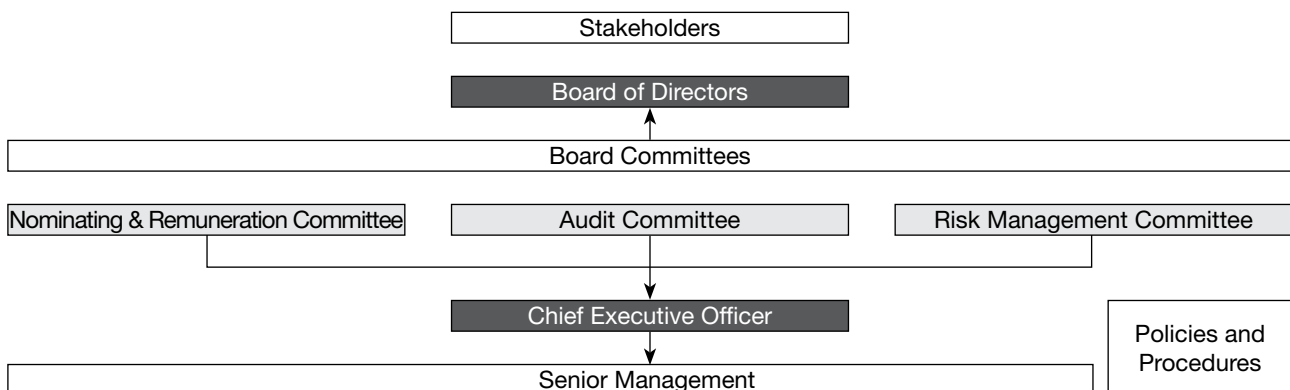 Stakeholders
Board of Directors
Board Committees
Nominating & Remuneration Committee
Audit Committee
Risk Management Committee
Chief Executive Officer
Policies and
Procedures
Senior Management